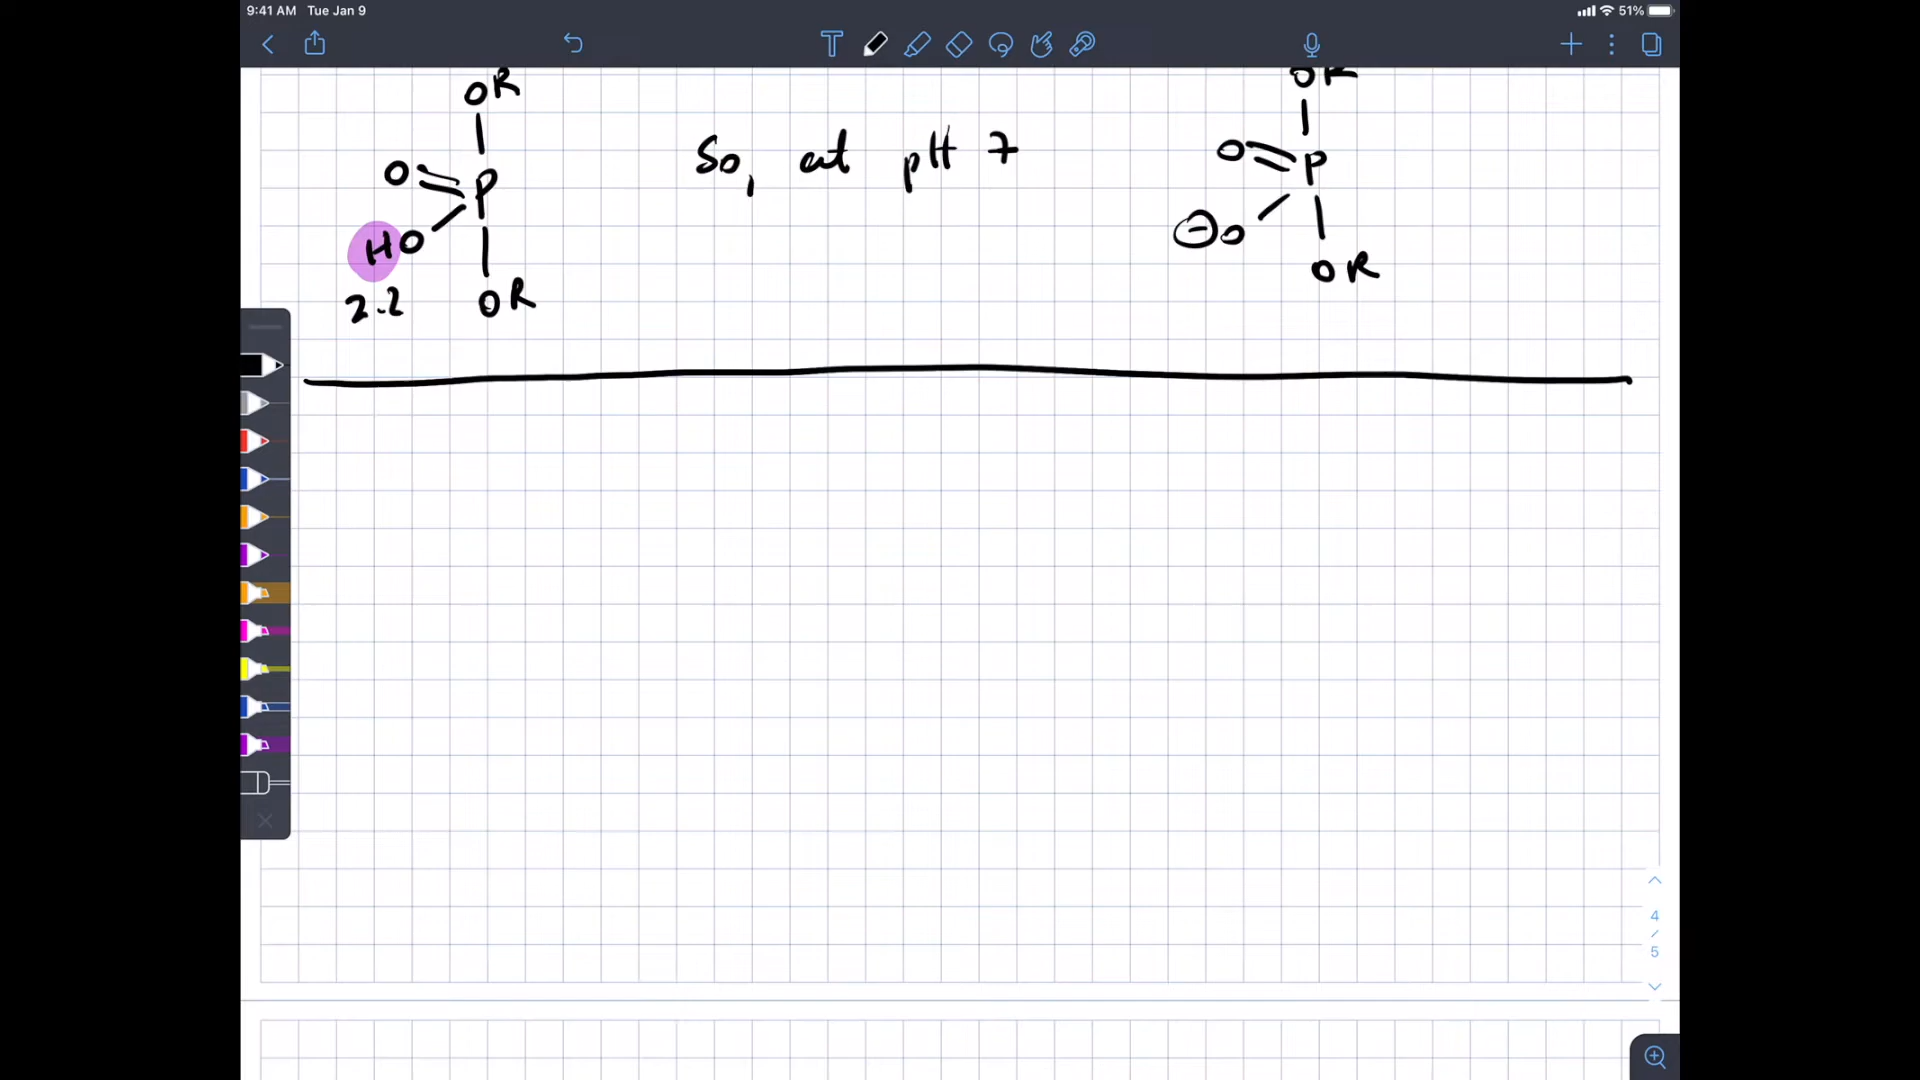 9:41 AM Tue Jan 9
51%
OR
O P
HO
2.2 OR
So, at pH 7
OR
O P
⊖O
OR
4
/
5